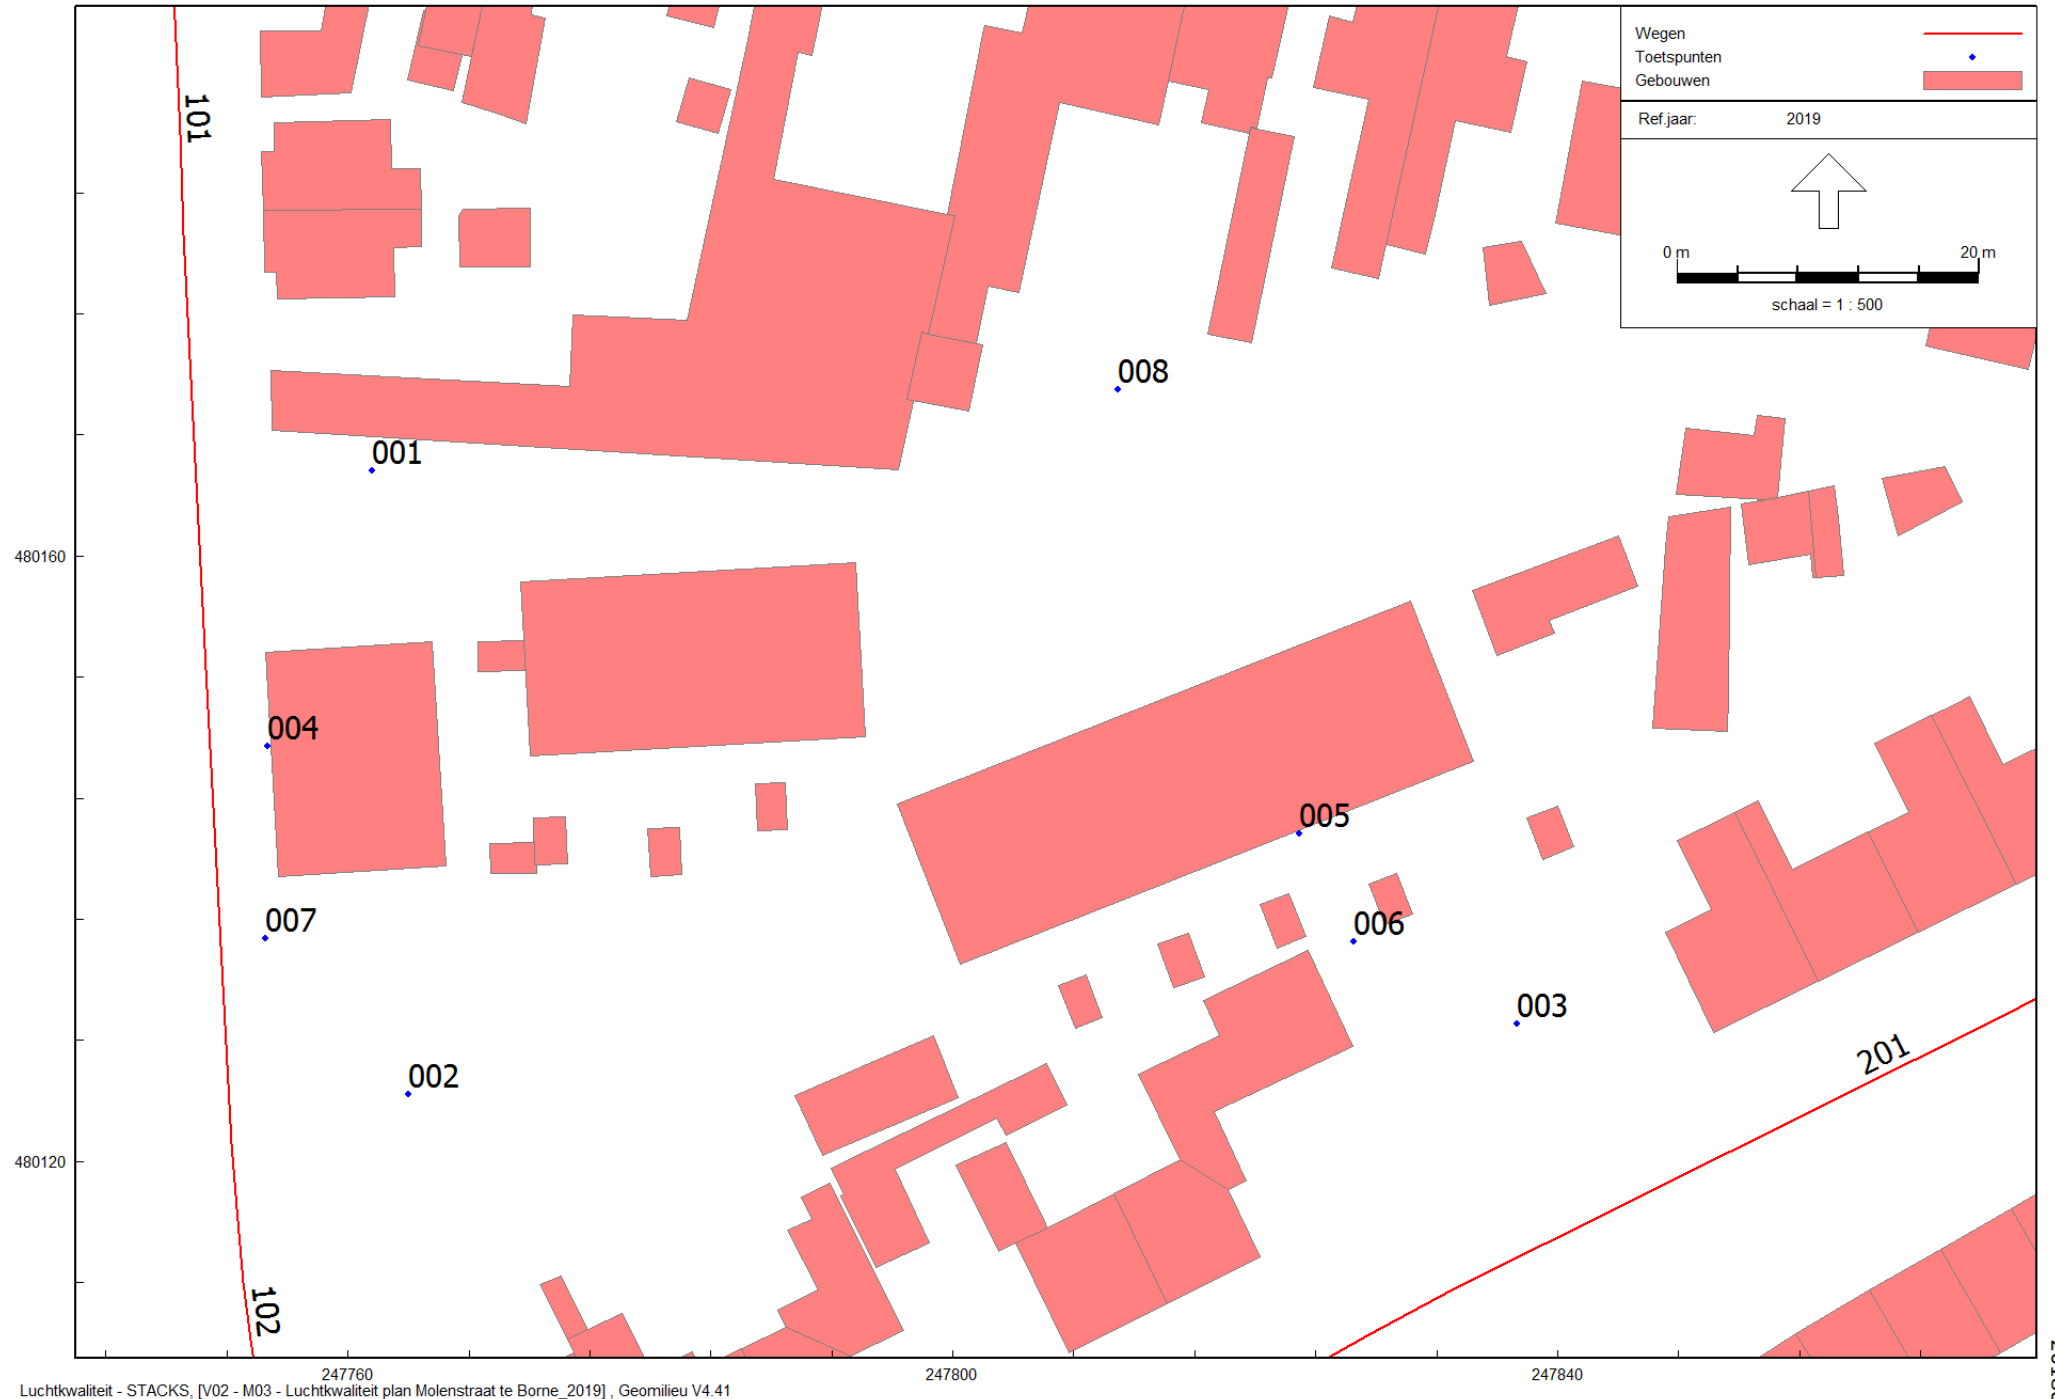 Wegen
Toetspunten
Gebouwen
Ref.jaar: 2019
0 m 20 m
schaal = 1 : 500
101
008
001
480160
004
005
007
006
003
201
002
480120
102
247760 247800 247840
Luchtkwaliteit - STACKS, [V02 - M03 - Luchtkwaliteit plan Molenstraat te Borne_2019] , Geomilieu V4.41